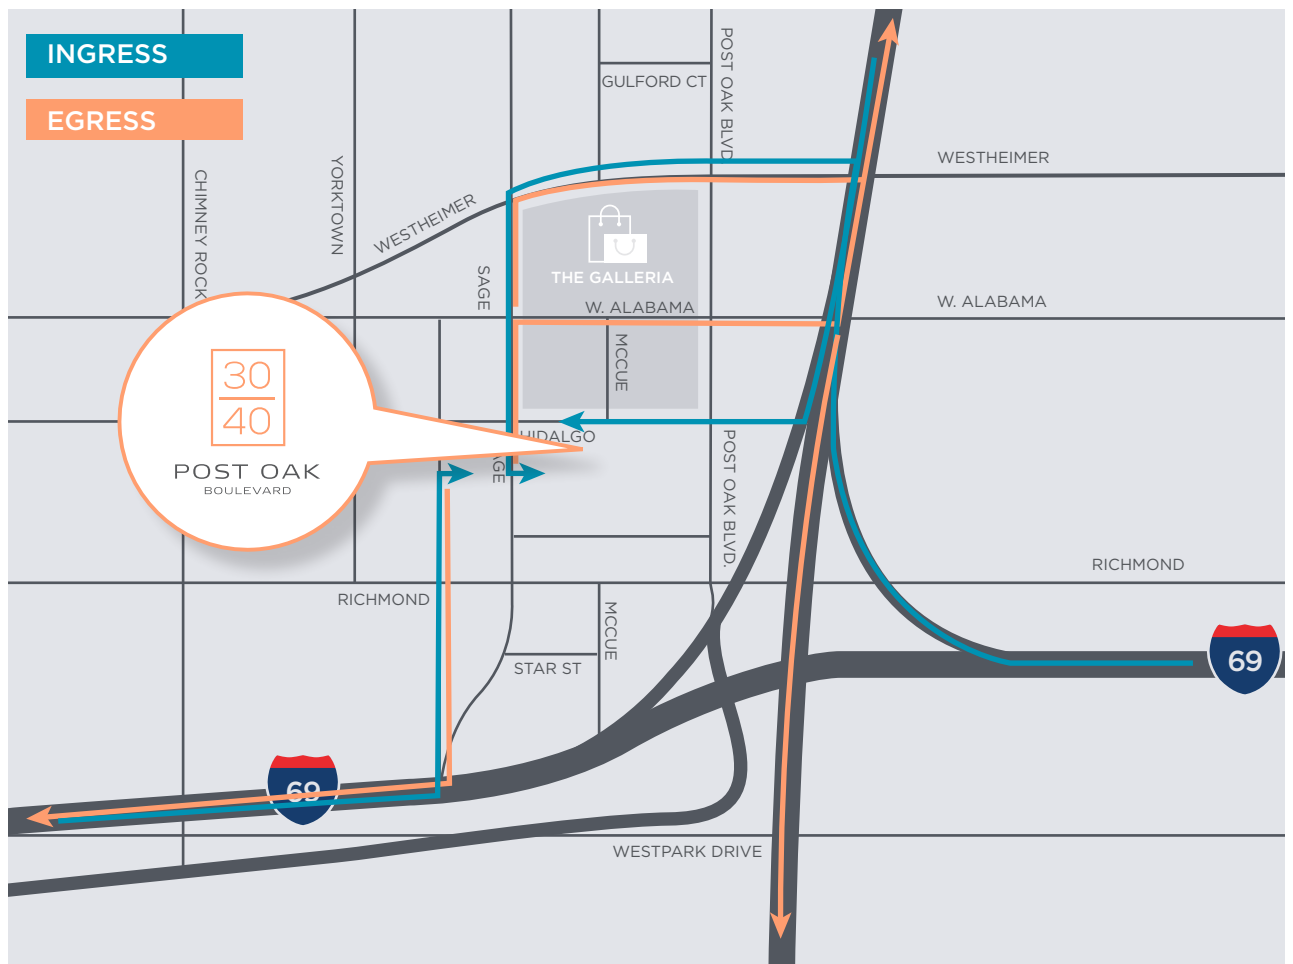 INGRESS
EGRESS
GULFORD CT
POST OAK BLVD.
WESTHEIMER
CHIMNEY ROCK
YORKTOWN
WESTHEIMER
SAGE
THE GALLERIA
W. ALABAMA
W. ALABAMA
MCCUE
30
40
POST OAK
BOULEVARD
HIDALGO
SAGE
POST OAK BLVD.
RICHMOND
RICHMOND
MCCUE
STAR ST
69
69
WESTPARK DRIVE